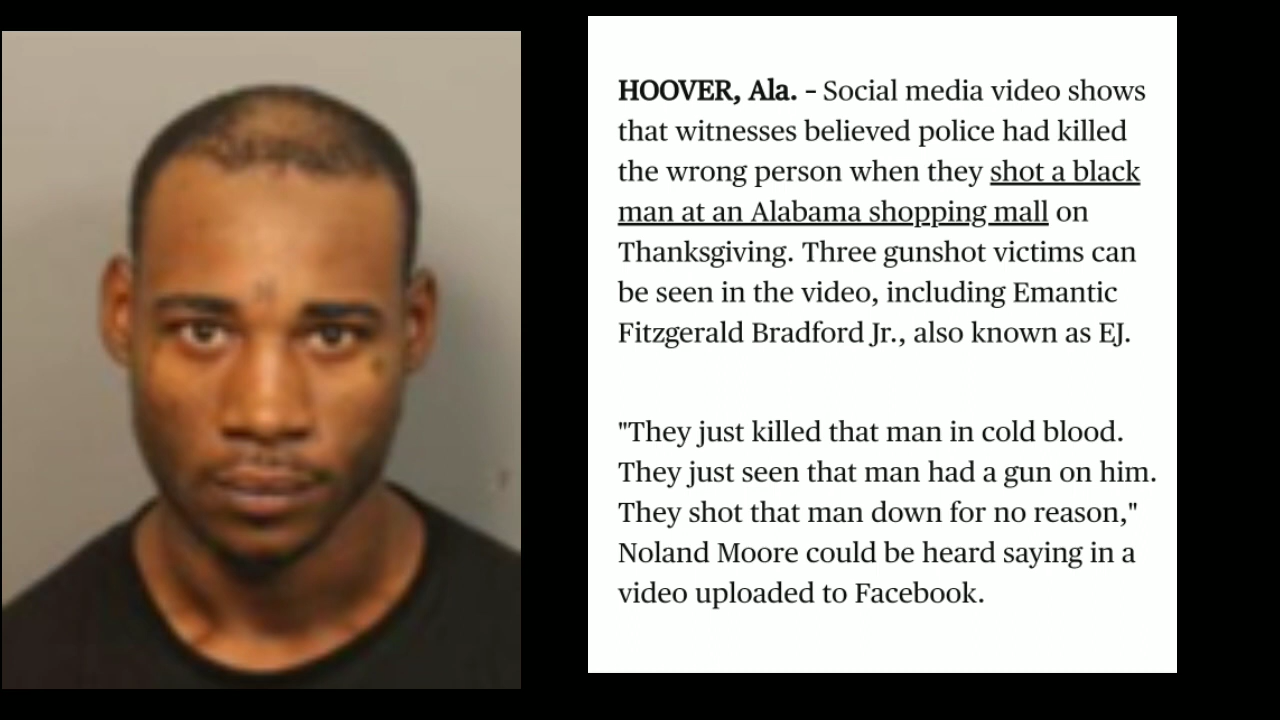 HOOVER, Ala. – Social media video shows
that witnesses believed police had killed
the wrong person when they shot a black
man at an Alabama shopping mall on
Thanksgiving. Three gunshot victims can
be seen in the video, including Emantic
Fitzgerald Bradford Jr., also known as EJ.
"They just killed that man in cold blood.
They just seen that man had a gun on him.
They shot that man down for no reason,"
Noland Moore could be heard saying in a
video uploaded to Facebook.